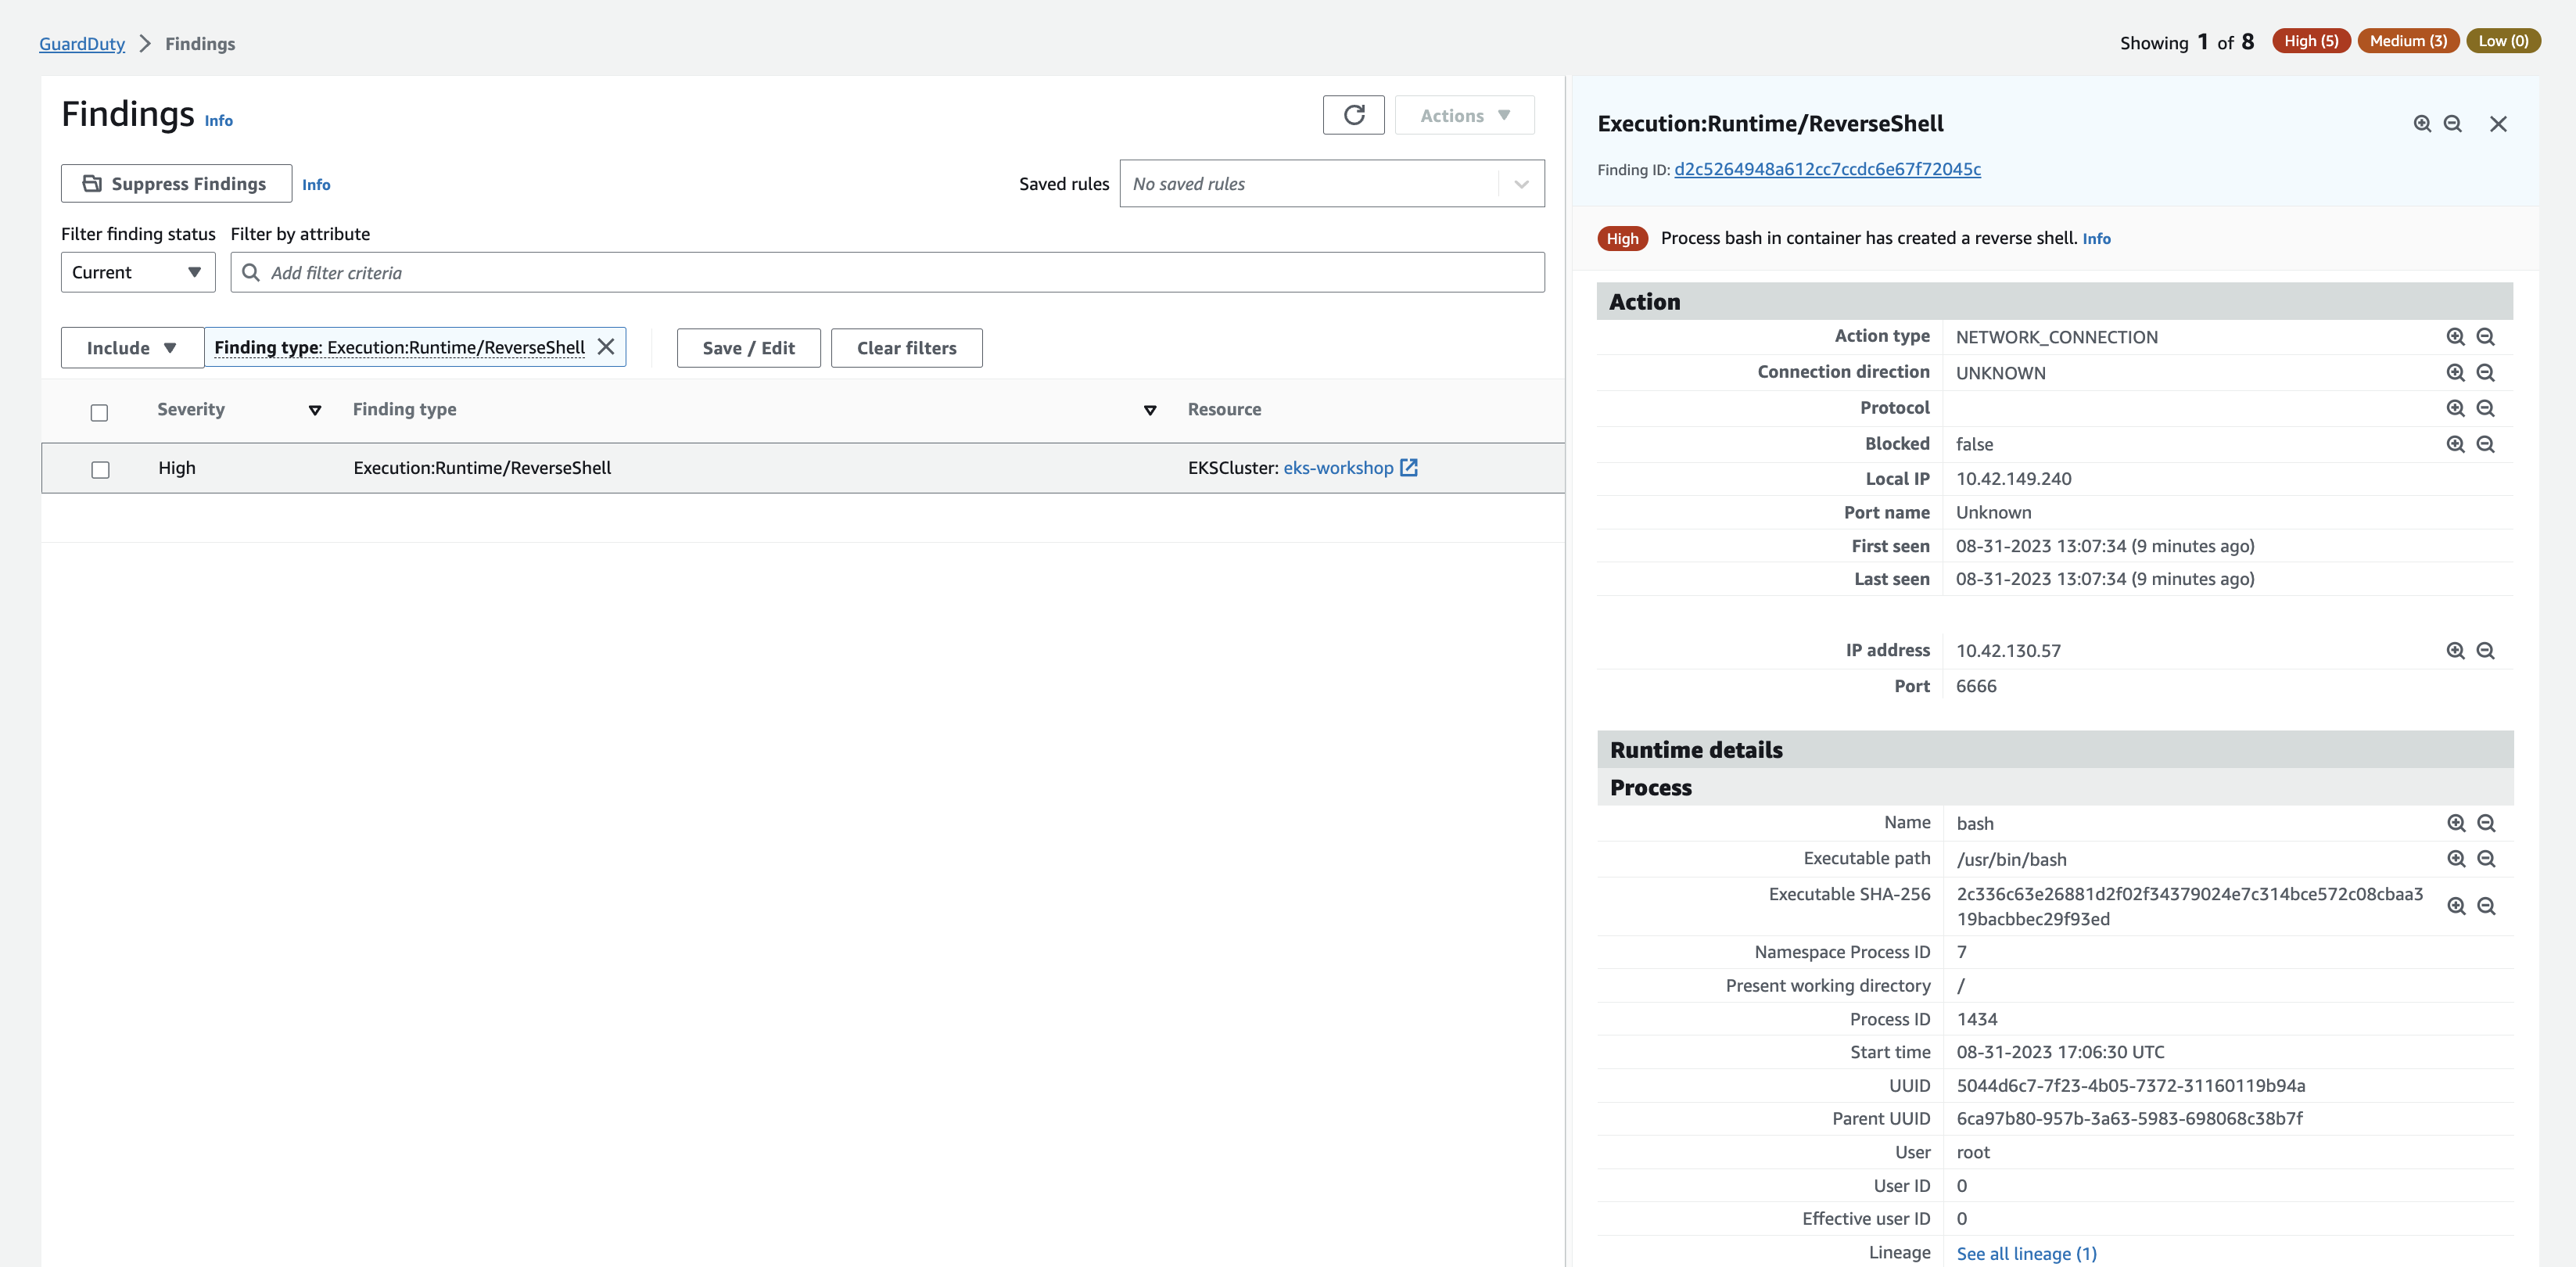 GuardDuty > Findings
Showing 1 of 8 High (5) Medium (3) Low (0)
Findings Info
Actions
Suppress Findings Info
Saved rules No saved rules
Filter finding status Filter by attribute
Current Add filter criteria
Include Finding type: Execution:Runtime/ReverseShell Save / Edit Clear filters
Severity Finding type Resource
High Execution:Runtime/ReverseShell EKSCluster: eks-workshop
Execution:Runtime/ReverseShell
Finding ID: d2c5264948a612cc7ccdc6e67f72045c
High Process bash in container has created a reverse shell. Info
Action
Action type NETWORK_CONNECTION
Connection direction UNKNOWN
Protocol
Blocked false
Local IP 10.42.149.240
Port name Unknown
First seen 08-31-2023 13:07:34 (9 minutes ago)
Last seen 08-31-2023 13:07:34 (9 minutes ago)
IP address 10.42.130.57
Port 6666
Runtime details
Process
Name bash
Executable path /usr/bin/bash
Executable SHA-256 2c336c63e26881d2f02f34379024e7c314bce572c08cbaa3
19bacbbec29f93ed
Namespace Process ID 7
Present working directory /
Process ID 1434
Start time 08-31-2023 17:06:30 UTC
UUID 5044d6c7-7f23-4b05-7372-31160119b94a
Parent UUID 6ca97b80-957b-3a63-5983-698068c38b7f
User root
User ID 0
Effective user ID 0
Lineage See all lineage (1)